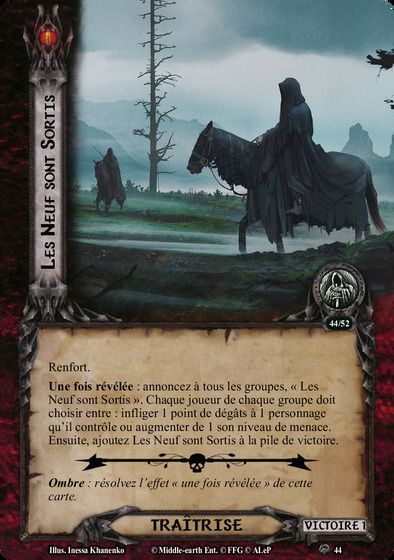 Les Neuf sont Sortis
44/52
Renfort.
Une fois révélée : annoncez à tous les groupes, « Les
Neuf sont Sortis ». Chaque joueur de chaque groupe doit
choisir entre : infliger 1 point de dégâts à 1 personnage
qu’il contrôle ou augmenter de 1 son niveau de menace.
Ensuite, ajoutez Les Neuf sont Sortis à la pile de victoire.
Ombre : résolvez l’effet « une fois révélée » de cette
carte.
TRAÎTRISE
VICTOIRE 1
Illus. Inessa Khanenko
© Middle-earth Ent. © FFG © ALeP
44